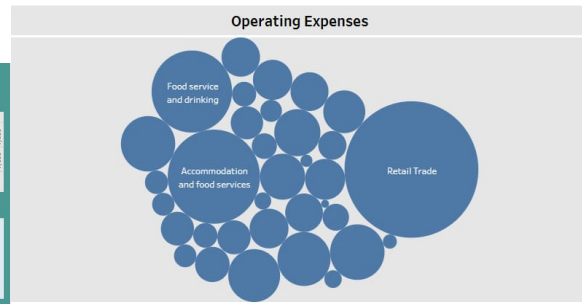 Operating Expenses
Food service
and drinking
Accommodation
and food services
Retail Trade